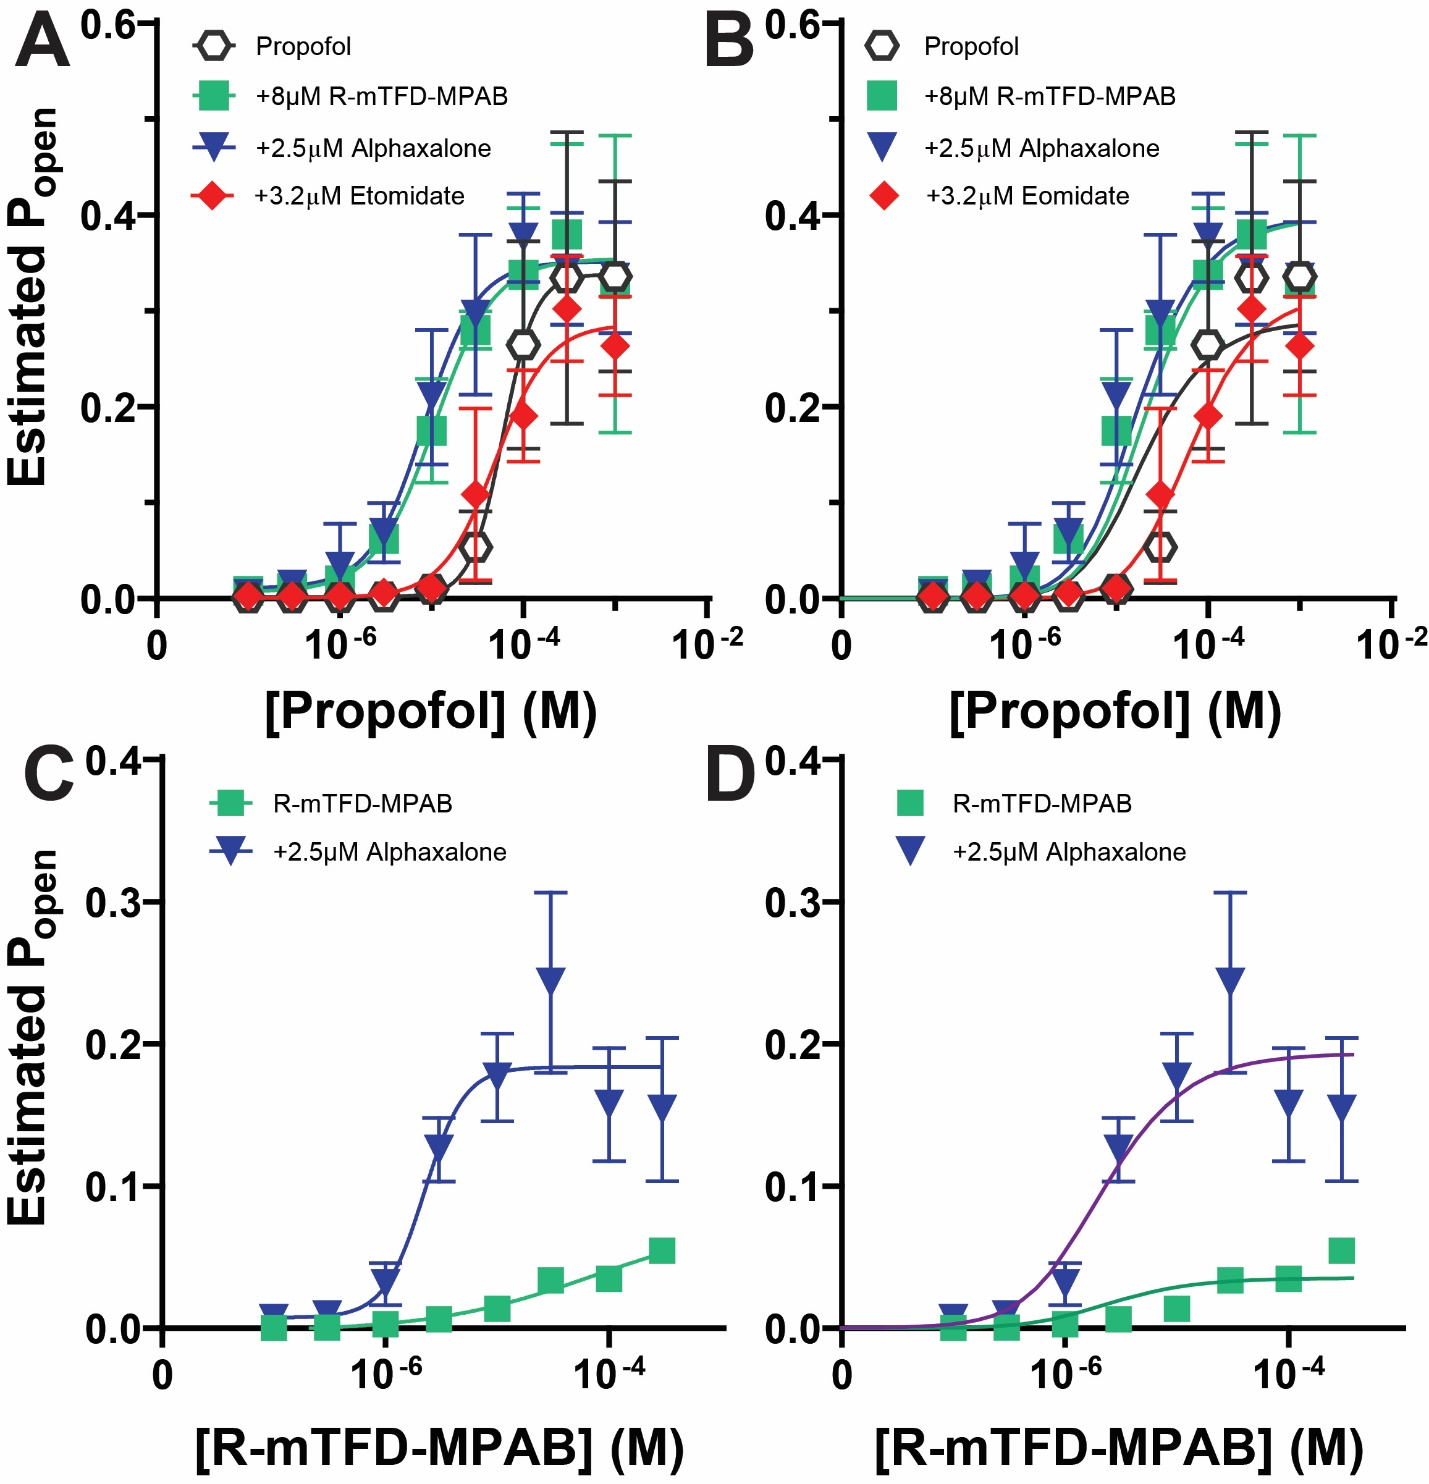 A
0.6
Propofol
+8µM R-mTFD-MPAB
+2.5µM Alphaxalone
+3.2µM Etomidate
0.4
0.2
0.0
Estimated Popen
0
10-6
10-4
10-2
[Propofol] (M)
B
0.6
Propofol
+8µM R-mTFD-MPAB
+2.5µM Alphaxalone
+3.2µM Eomidate
0.4
0.2
0.0
0
10-6
10-4
10-2
[Propofol] (M)
C
0.4
R-mTFD-MPAB
+2.5µM Alphaxalone
0.3
0.2
0.1
0.0
Estimated Popen
0
10-6
10-4
[R-mTFD-MPAB] (M)
D
0.4
R-mTFD-MPAB
+2.5µM Alphaxalone
0.3
0.2
0.1
0.0
0
10-6
10-4
[R-mTFD-MPAB] (M)